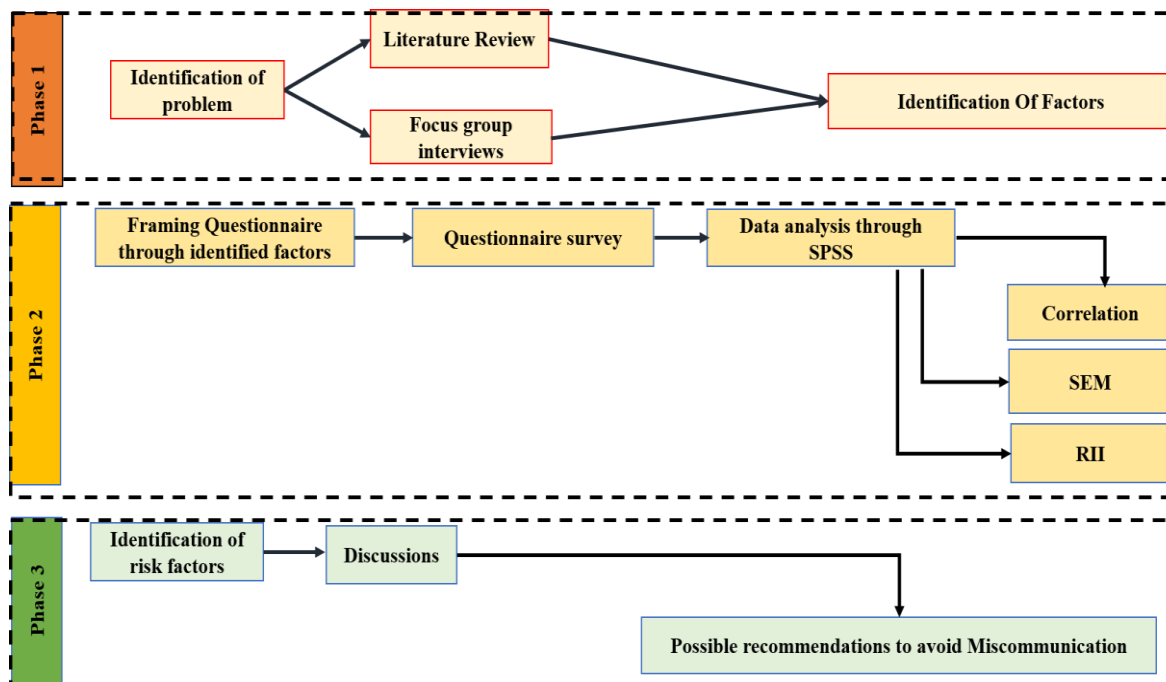 Phase 1
Identification of
problem
Literature Review
Focus group
interviews
Identification Of Factors
Phase 2
Framing Questionnaire
through identified factors
Questionnaire survey
Data analysis through
SPSS
Correlation
SEM
RII
Phase 3
Identification of
risk factors
Discussions
Possible recommendations to avoid Miscommunication